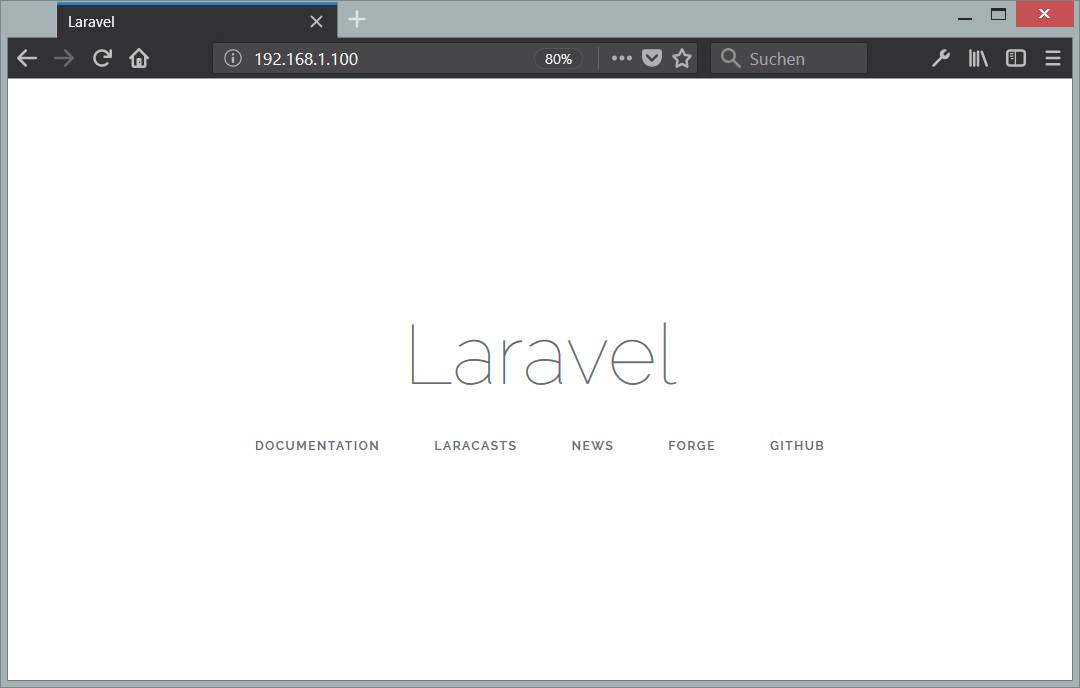 Laravel
192.168.1.100 80% Suchen
Laravel
DOCUMENTATION LARACASTS NEWS FORGE GITHUB